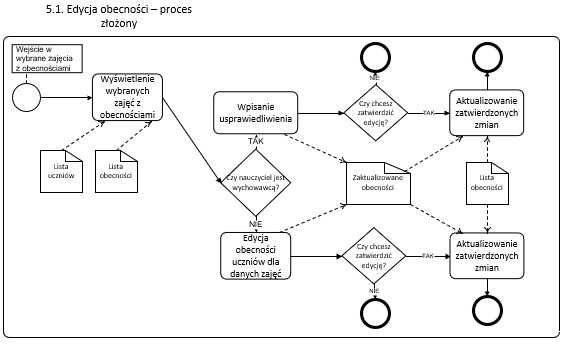 5.1. Edycja obecności – proces
złożony
Wejście w
wybrane zajęcia
z obecnościami
Wyświetlenie
wybranych
zajęć z
obecnościami
Lista
uczniów
Lista
obecności
Wpisanie
usprawiedliwienia
TAK
Czy nauczyciel jest
wychowawcą?
NIE
Edycja
obecności
uczniów dla
danych zajęć
NIE
Czy chcesz
zatwierdzić
edycję?
TAK
Aktualizowanie
zatwierdzonych
zmian
Zaktualizowane
obecności
Lista
obecności
Czy chcesz
zatwierdzić
edycję?
TAK
NIE
Aktualizowanie
zatwierdzonych
zmian